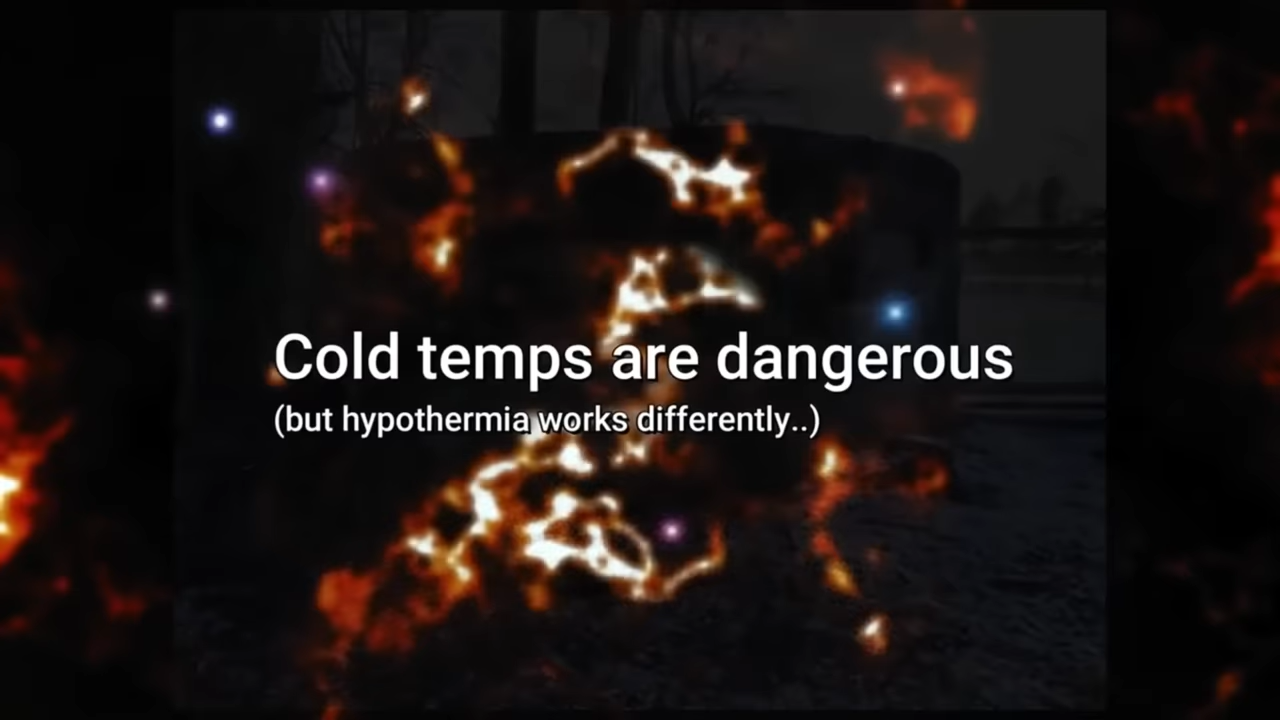 Cold temps are dangerous
(but hypothermia works differently..)